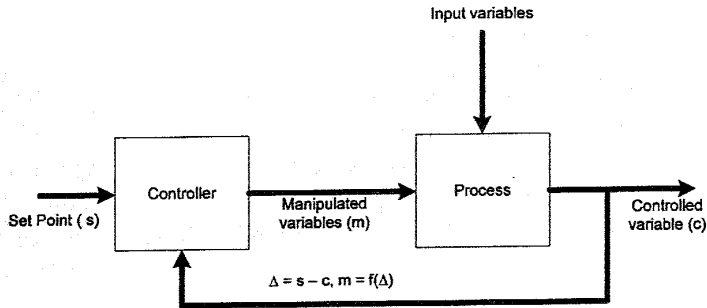 Input variables
Controller
Process
Set Point ( s)
Manipulated
variables (m)
Controlled
variable (c)
Δ = s – c, m = f(Δ)